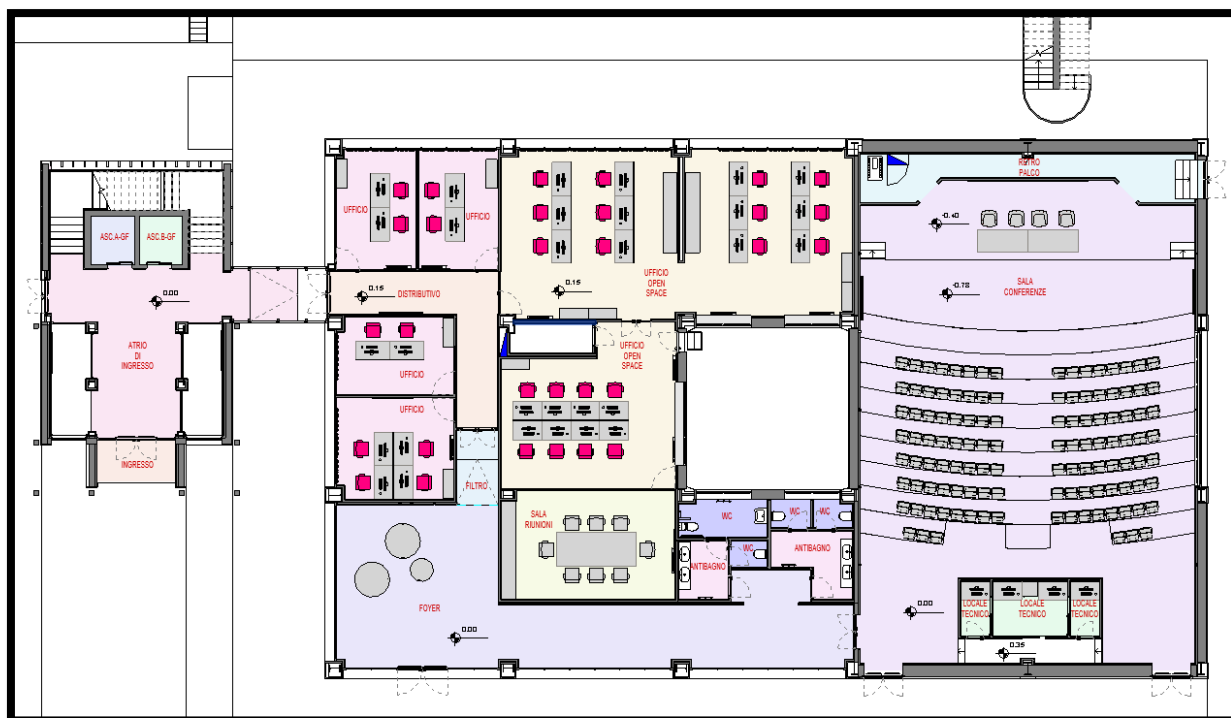 RETRO
PALCO
UFFICIO
UFFICIO
ASC.A-GF
ASC.B-GF
-0.40
UFFICIO
OPEN
SPACE
0.15
DISTRIBUTIVO
0.15
-0.78
SALA
CONFERENZE
0.00
ATRIO
DI
INGRESSO
UFFICIO
UFFICIO
OPEN
SPACE
UFFICIO
INGRESSO
FILTRO
SALA
RIUNIONI
WC
WC
WC
WC
ANTIBAGNO
ANTIBAGNO
FOYER
0.00
0.00
LOCALE
TECNICO
LOCALE
TECNICO
LOCALE
TECNICO
0.35